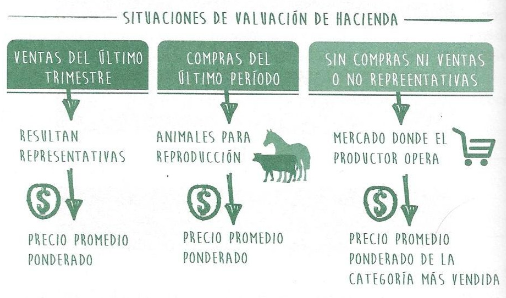 SITUACIONES DE VALUACIÓN DE HACIENDA
VENTAS DEL ÚLTIMO
TRIMESTRE
RESULTAN
REPRESENTATIVAS
$
PRECIO PROMEDIO
PONDERADO
COMPRAS DEL
ÚLTIMO PERÍODO
ANIMALES PARA
REPRODUCCIÓN
$
PRECIO PROMEDIO
PONDERADO
SIN COMPRAS NI VENTAS
O NO REPREENTATIVAS
MERCADO DONDE EL
PRODUCTOR OPERA
$
PRECIO PROMEDIO
PONDERADO DE LA
CATEGORÍA MÁS VENDIDA